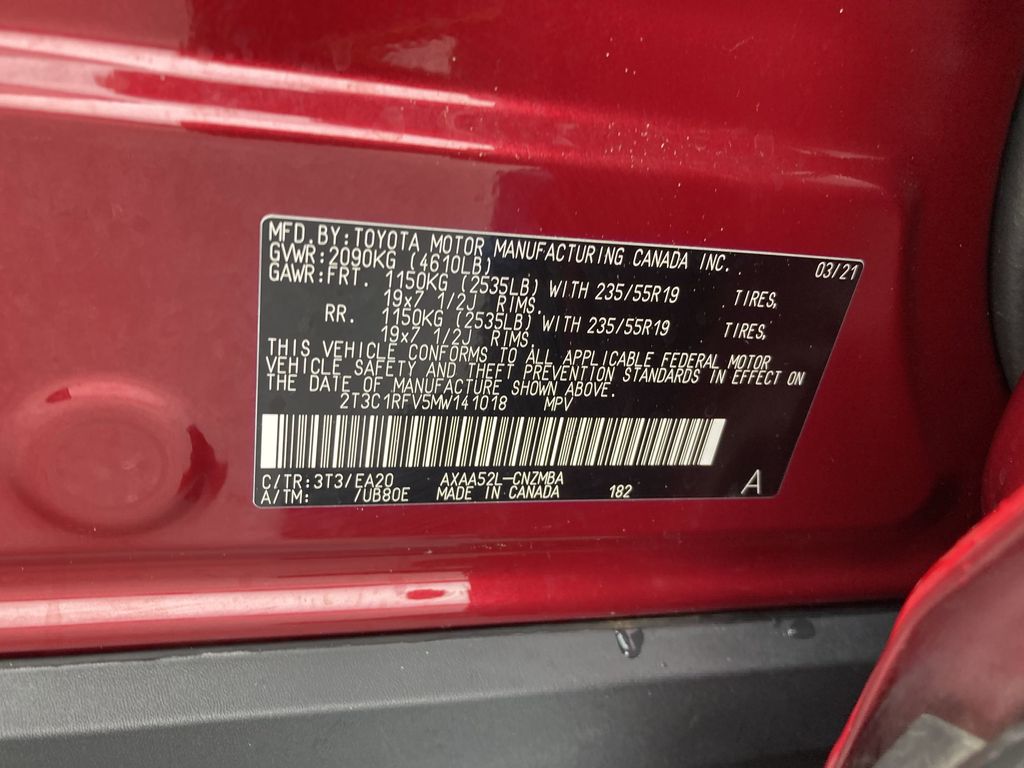 MFD.BY:TOYOTA MOTOR MANUFACTURING CANADA INC. 03/21
GVWR:2090KG (4610LB)
GAWR:FRT. 1150KG (2535LB) WITH 235/55R19 TIRES,
19x7 1/2J RIMS.
RR. 1150KG (2535LB) WITH 235/55R19 TIRES,
19x7 1/2J RIMS
THIS VEHICLE CONFORMS TO ALL APPLICABLE FEDERAL MOTOR
VEHICLE SAFETY AND THEFT PREVENTION STANDARDS IN EFFECT ON
THE DATE OF MANUFACTURE SHOWN ABOVE.
2T3C1RFV5MW141018 MPV
C/TR:3T3/EA20 AXAA52L-CNZMBA
A/TM: /UB80E MADE IN CANADA 182 A